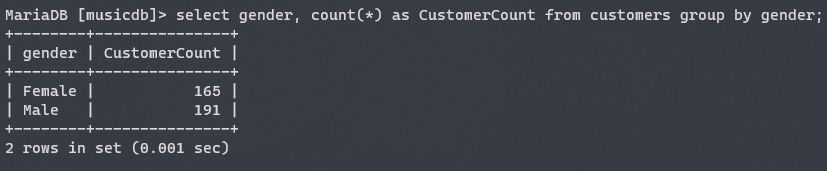 MariaDB [musicdb]> select gender, count(*) as CustomerCount from customers group by gender;
+--------+---------------+
| gender | CustomerCount |
+--------+---------------+
| Female |           165 |
| Male   |           191 |
+--------+---------------+
2 rows in set (0.001 sec)